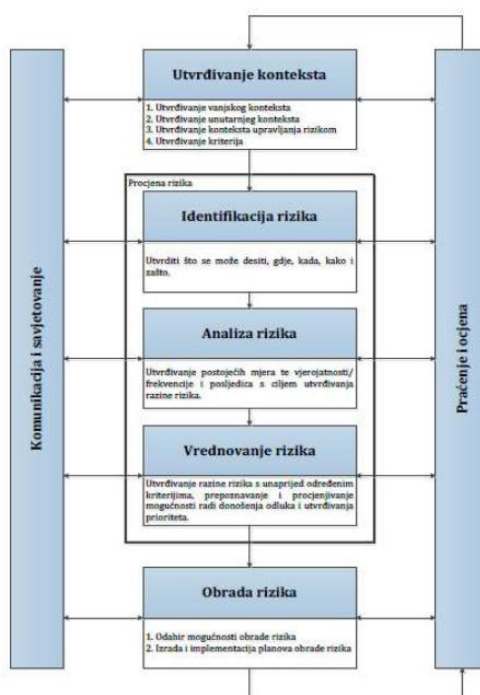 Utvrđivanje konteksta
1. Utvrđivanje vanjskog konteksta
2. Utvrđivanje unutarnjeg konteksta
3. Utvrđivanje konteksta upravljanja rizikom
4. Utvrđivanje kriterija
Procjena rizika
Identifikacija rizika
Utvrditi što se može desiti, gdje, kada, kako i
zašto.
Analiza rizika
Utvrđivanje postojećih mjera te vjerojatnosti/
frekvencije i posljedica s ciljem utvrđivanja
razine rizika.
Vrednovanje rizika
Utvrđivanje razine rizika s unaprijed određenim
kriterijima, prepoznavanje i procjenjivanje
mogućnosti radi donošenja odluka i utvrđivanja
prioriteta.
Obrada rizika
1. Odabir mogućnosti obrade rizika
2. Izrada i implementacija planova obrade rizika
Komunikacija i savjetovanje
Praćenje i ocjena